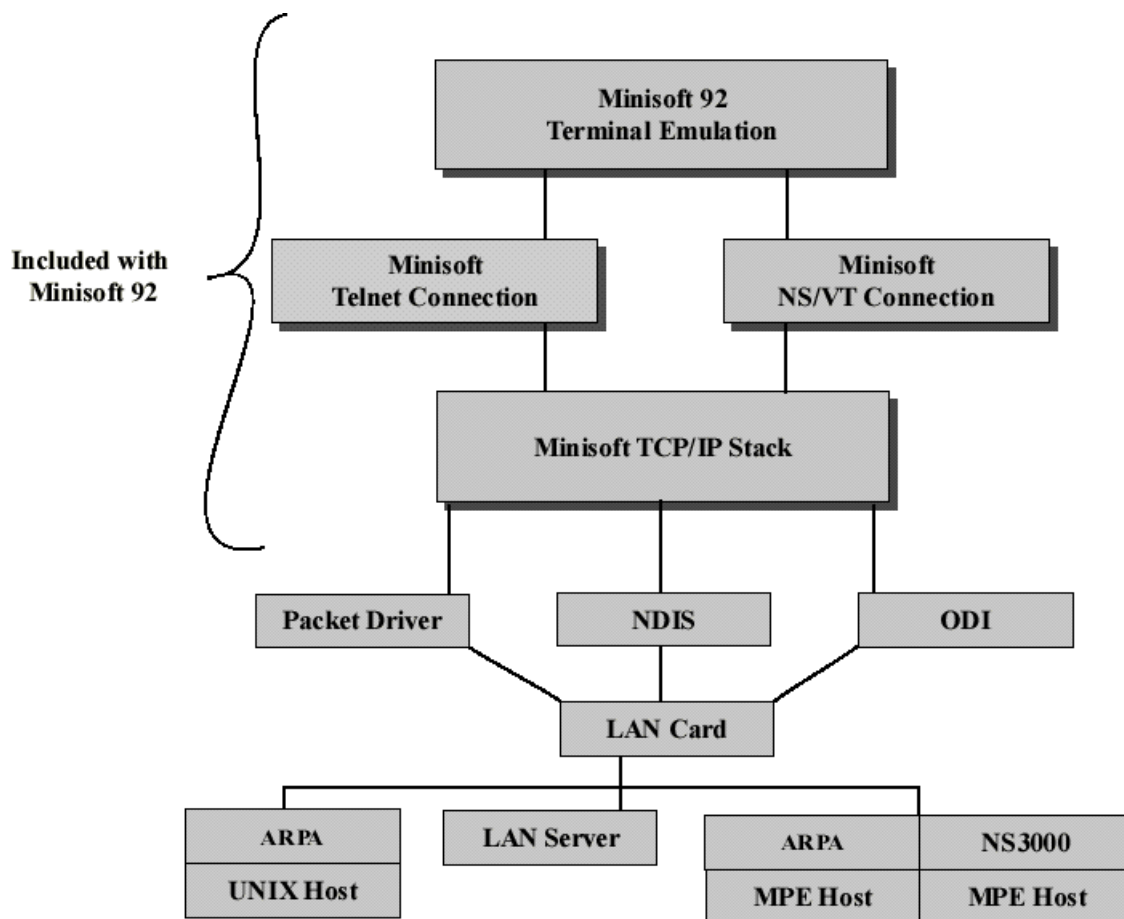 Minisoft 92
Terminal Emulation
Included with
Minisoft 92
Minisoft
Telnet Connection
Minisoft
NS/VT Connection
Minisoft TCP/IP Stack
Packet Driver
NDIS
ODI
LAN Card
ARPA
UNIX Host
LAN Server
ARPA
NS3000
MPE Host
MPE Host